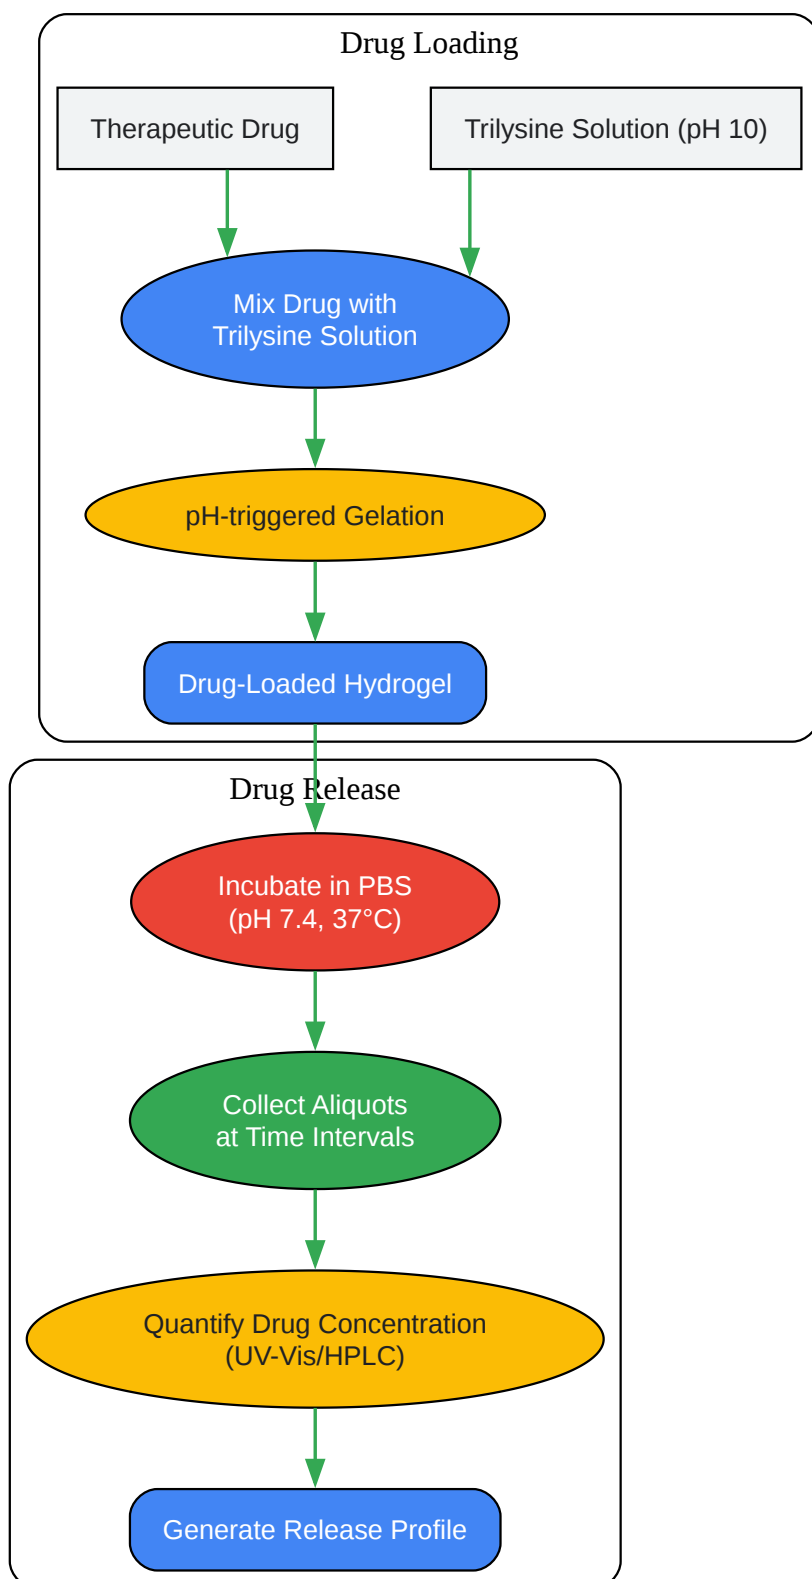 Drug Loading
Therapeutic Drug
Trilysine Solution (pH 10)
Mix Drug with
Trilysine Solution
pH-triggered Gelation
Drug-Loaded Hydrogel
Drug Release
Incubate in PBS
(pH 7.4, 37°C)
Collect Aliquots
at Time Intervals
Quantify Drug Concentration
(UV-Vis/HPLC)
Generate Release Profile